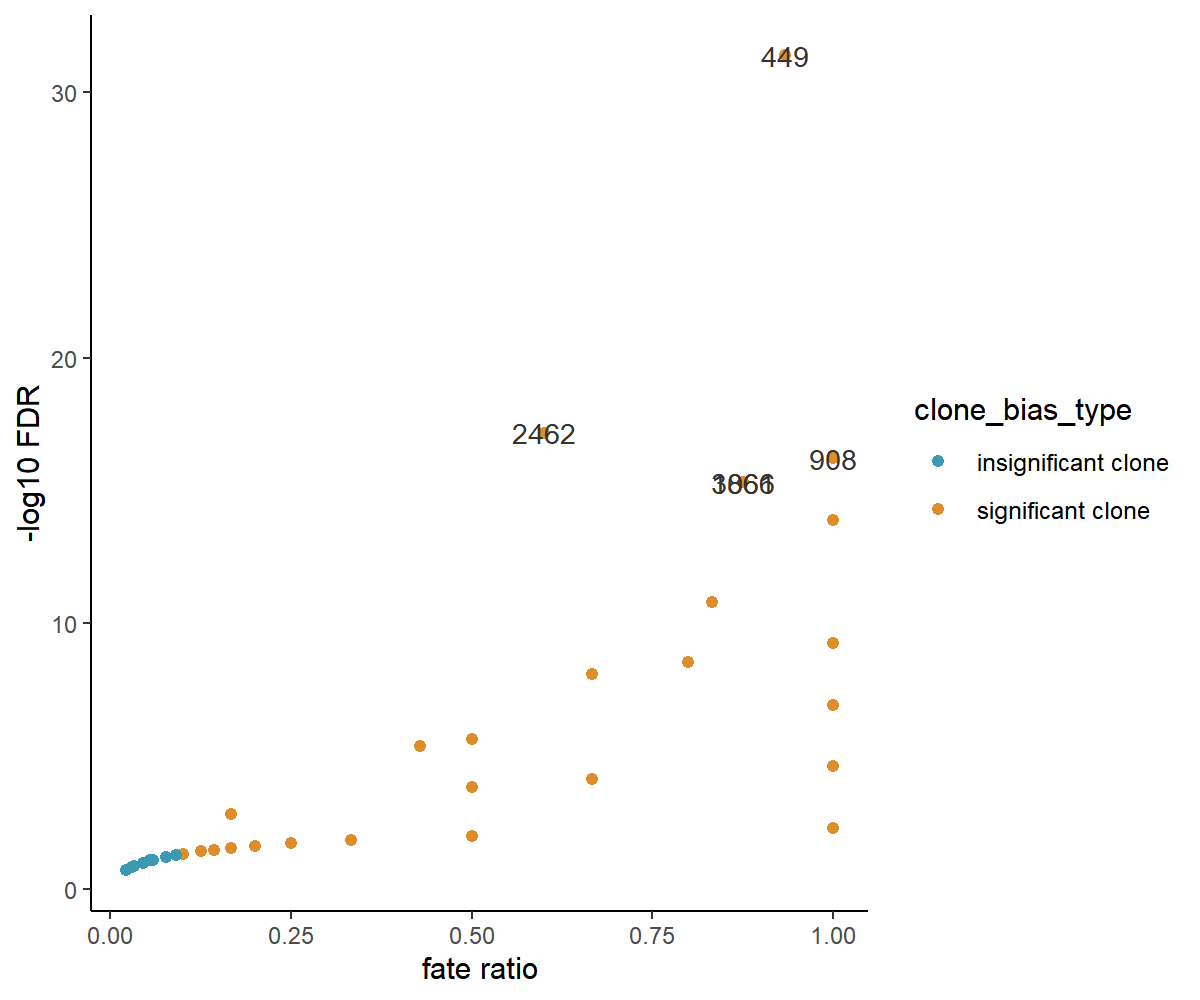 449
30
20
2462
908
10
0
0.00
0.25
0.50
0.75
1.00
fate ratio
-log10 FDR
clone_bias_type
insignificant clone
significant clone